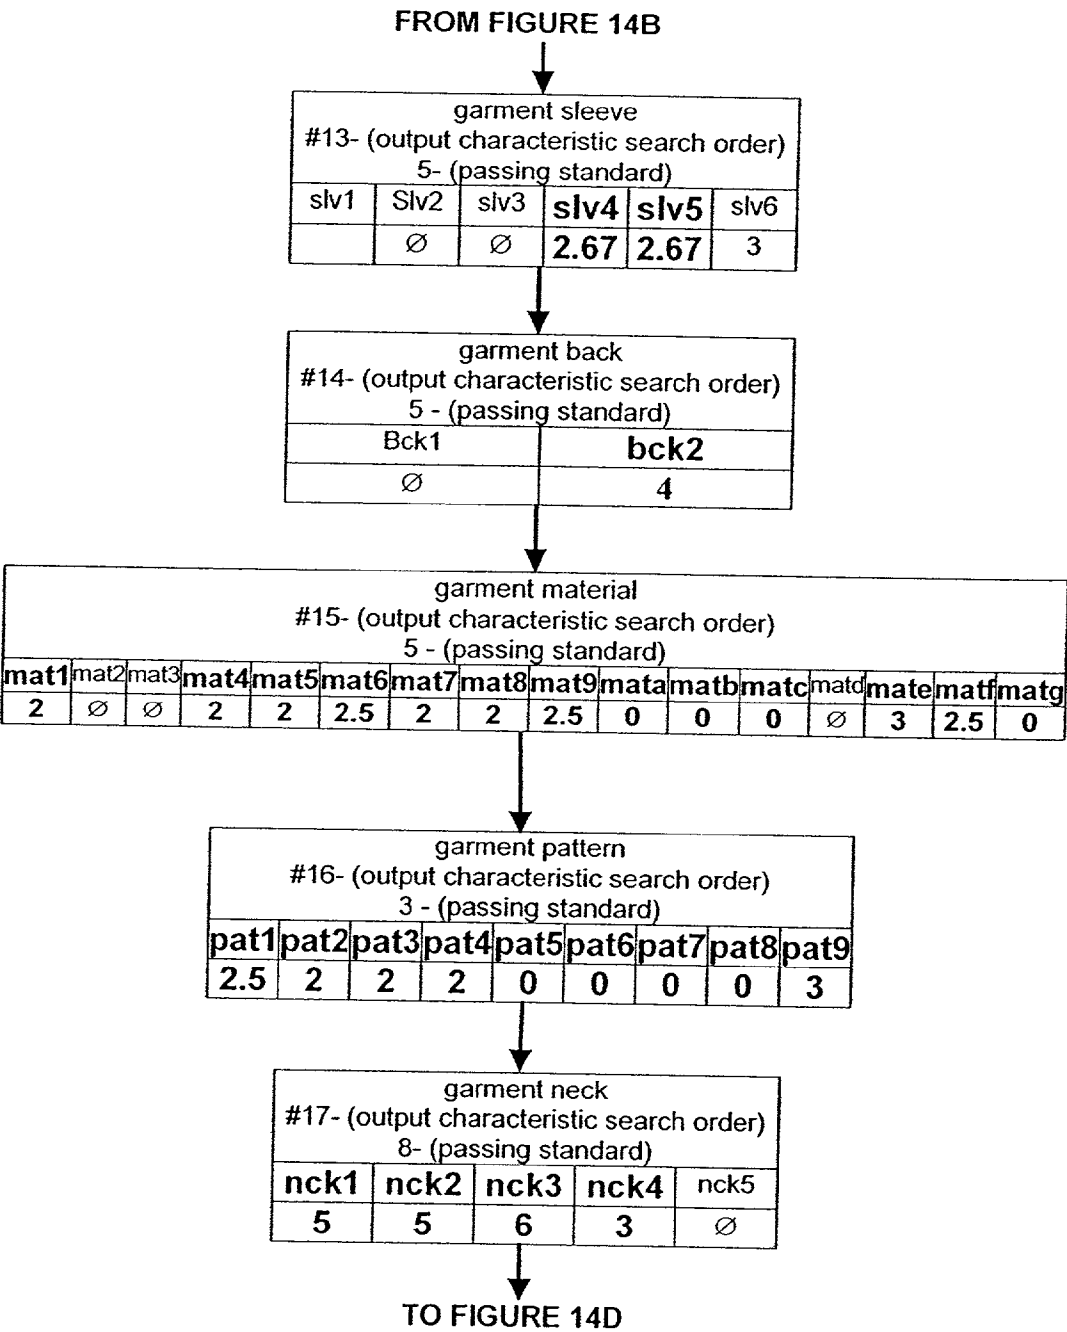 FROM FIGURE 14B
garment sleeve
#13- (output characteristic search order)
5- (passing standard)
slv1 Slv2 slv3 slv4 slv5 slv6
∅ ∅ 2.67 2.67 3
garment back
#14- (output characteristic search order)
5 - (passing standard)
Bck1 bck2
∅ 4
garment material
#15- (output characteristic search order)
5 - (passing standard)
mat1 mat2 mat3 mat4 mat5 mat6 mat7 mat8 mat9 mata matb matc matd mate matf matg
2 ∅ ∅ 2 2 2.5 2 2 2.5 0 0 0 ∅ 3 2.5 0
garment pattern
#16- (output characteristic search order)
3 - (passing standard)
pat1 pat2 pat3 pat4 pat5 pat6 pat7 pat8 pat9
2.5 2 2 2 0 0 0 0 3
garment neck
#17- (output characteristic search order)
8- (passing standard)
nck1 nck2 nck3 nck4 nck5
5 5 6 3 ∅
TO FIGURE 14D